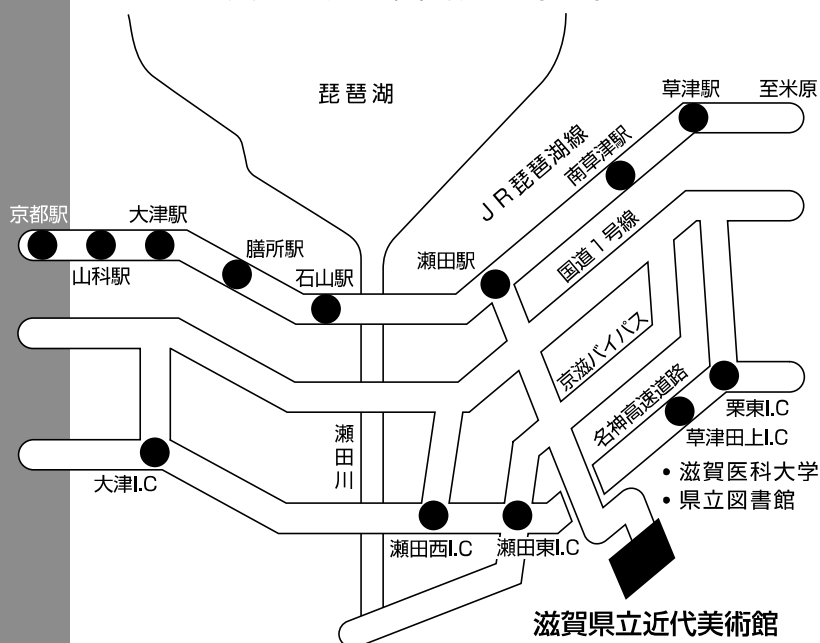 琵琶湖
草津駅
至米原
JR琵琶湖線
南草津駅
京都駅
大津駅
山科駅
膳所駅
石山駅
瀬田駅
国道1号線
京滋バイパス
名神高速道路
栗東I.C
草津田上I.C
瀬田川
大津I.C
・滋賀医科大学
・県立図書館
瀬田西I.C
瀬田東I.C
滋賀県立近代美術館